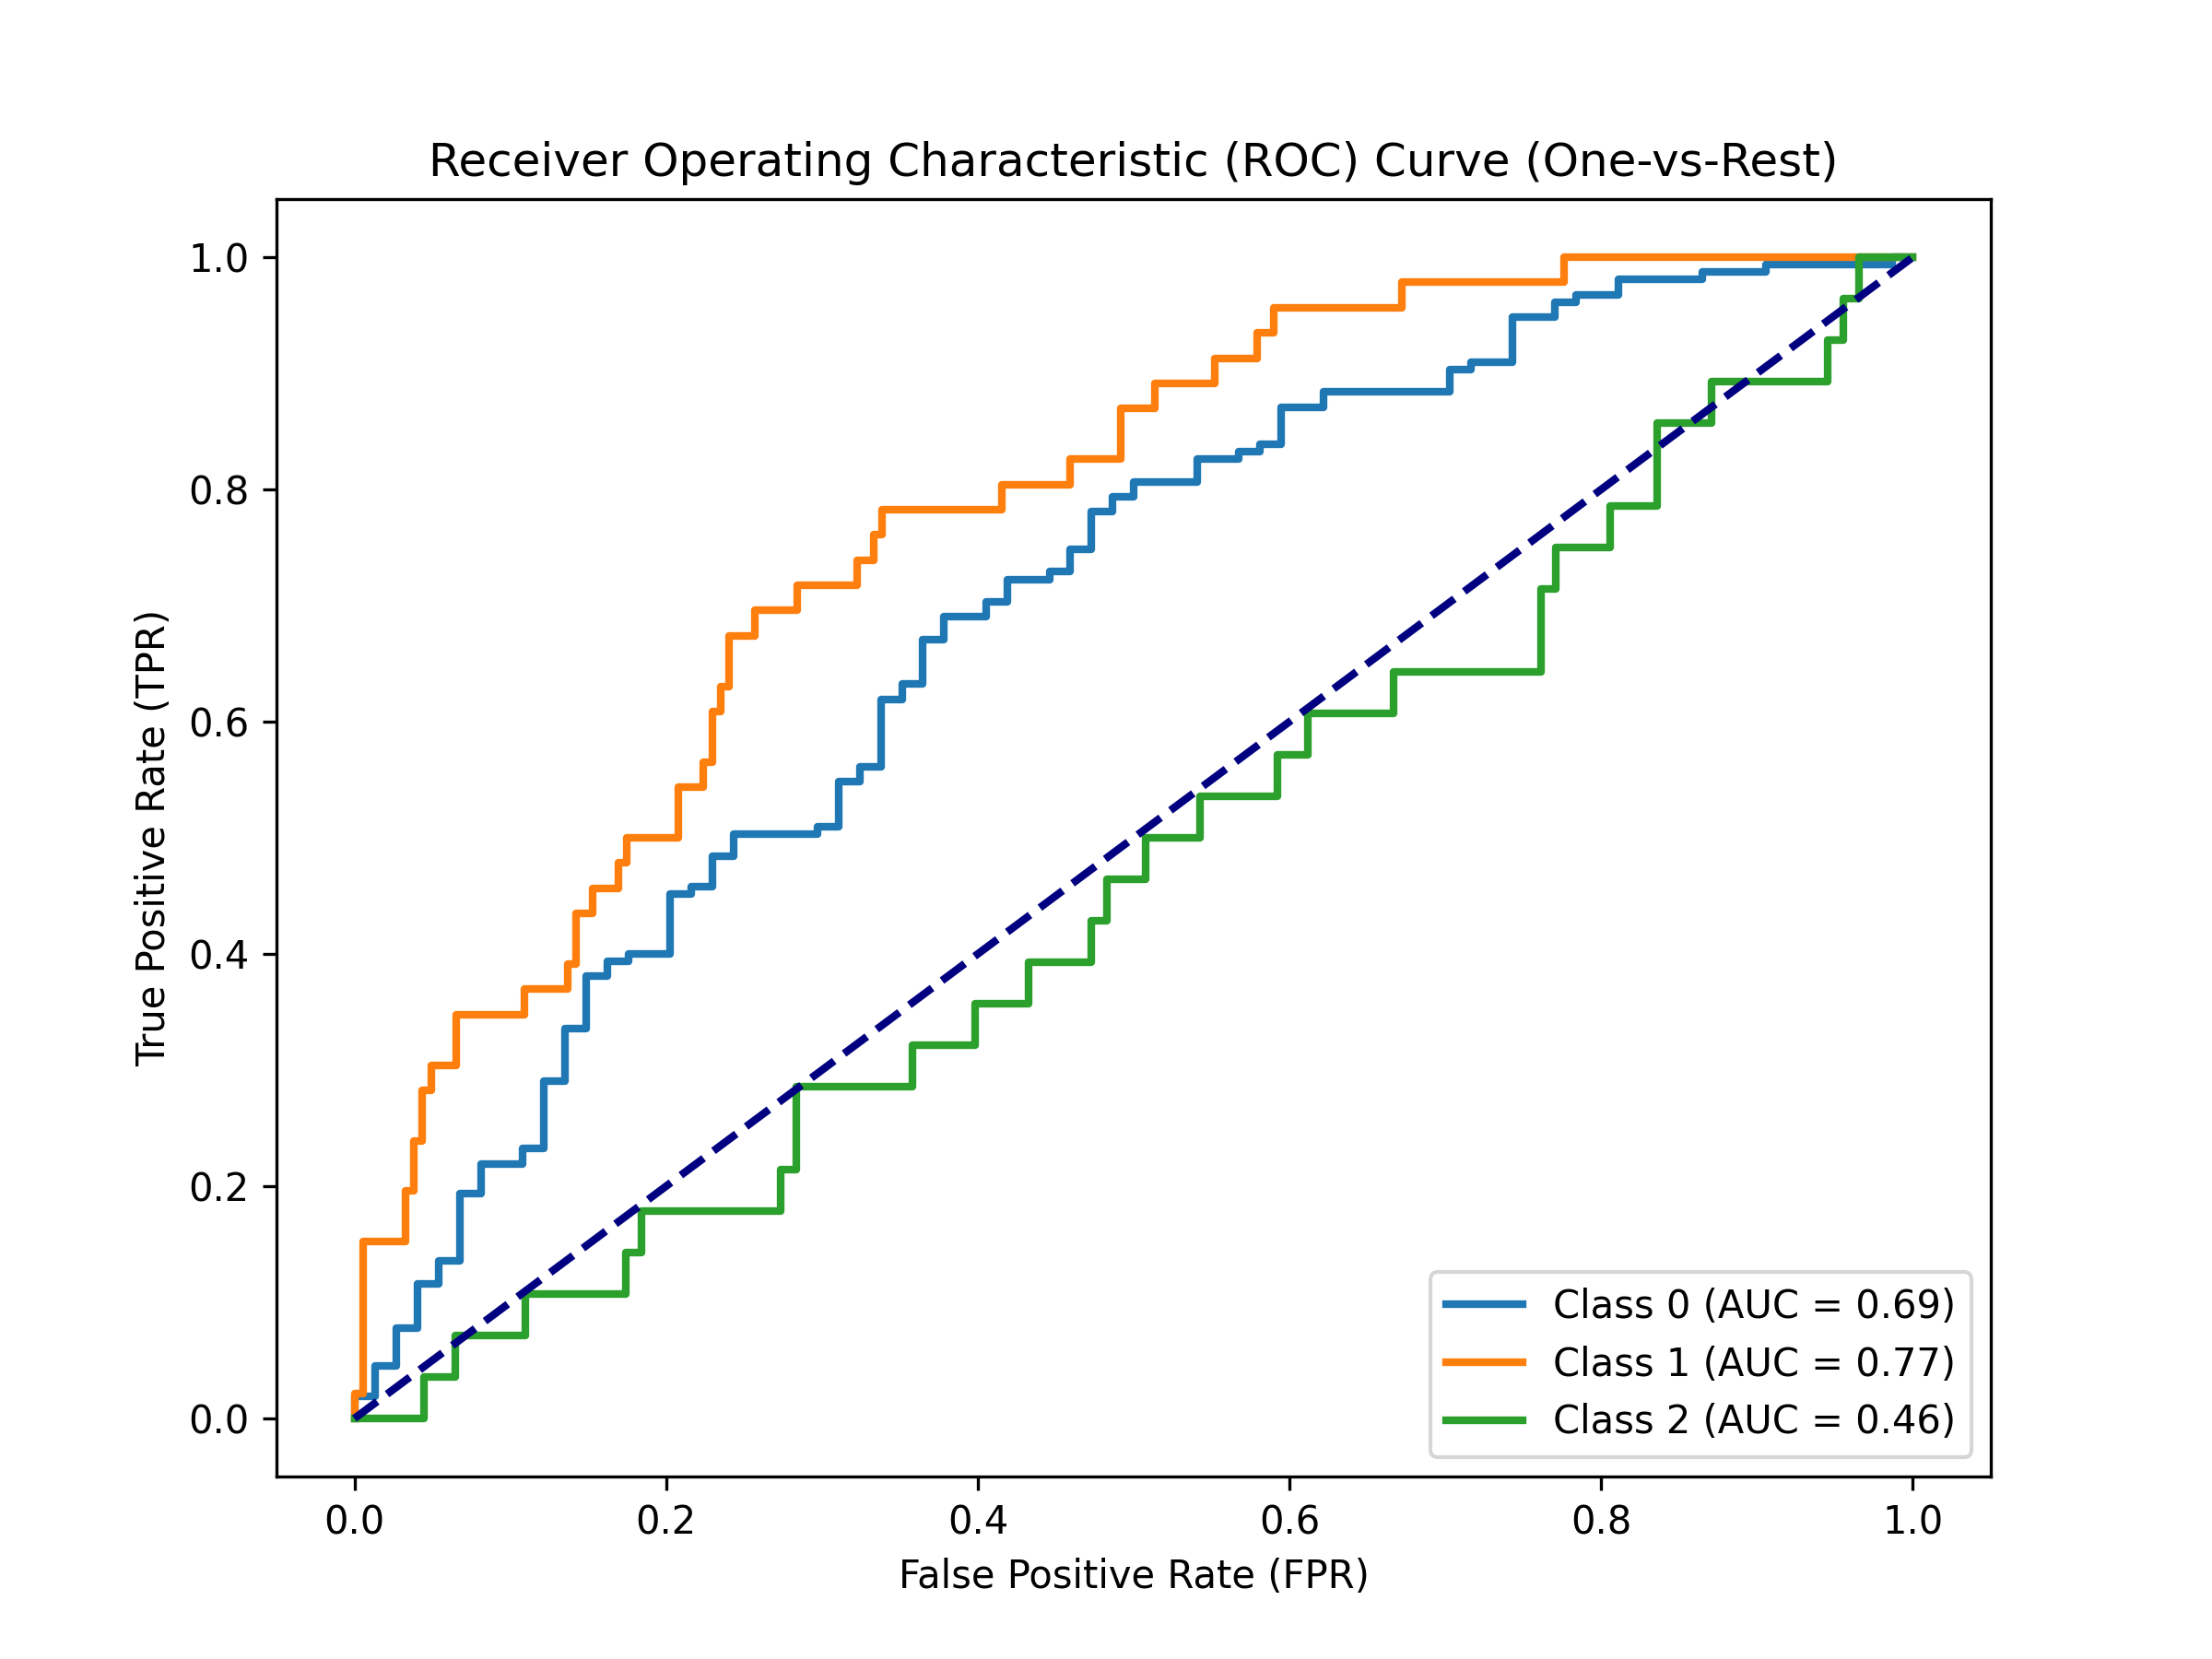 Receiver Operating Characteristic (ROC) Curve (One-vs-Rest)
True Positive Rate (TPR)
1.0
0.8
0.6
0.4
0.2
0.0
Class 0 (AUC = 0.69)
Class 1 (AUC = 0.77)
Class 2 (AUC = 0.46)
0.0 0.2 0.4 0.6 0.8 1.0
False Positive Rate (FPR)